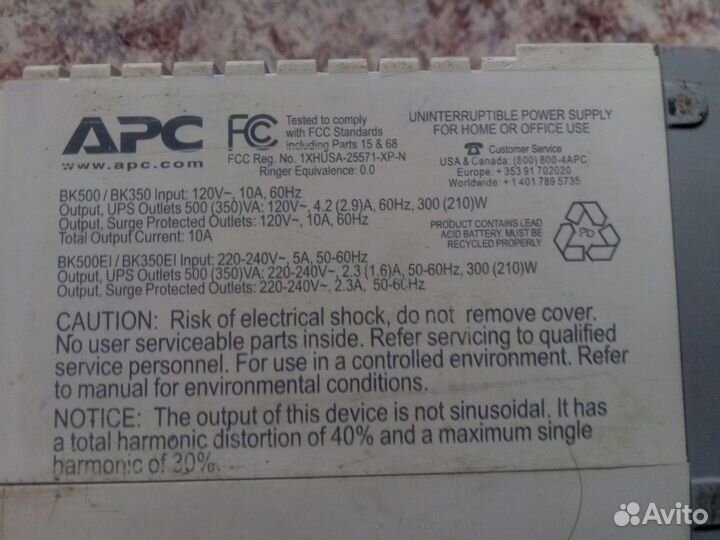 APC
www.apc.com
FC
Tested to comply
with FCC Standards
including Parts 15 & 68
FCC Reg. No. 1XHUSA-25571-XP-N
Ringer Equivalence: 0.0
UNINTERRUPTIBLE POWER SUPPLY
FOR HOME or OFFICE USE
Customer Service
USA & Canada: (800) 800-4APC
Europe: +353 91 702020
Worldwide: +1 401 789 5735
BK500 / BK350 Input: 120V~, 10A, 60Hz
Output, UPS Outlets 500 (350)VA: 120V~, 4.2 (2.9)A, 60Hz, 300 (210)W
Output, Surge Protected Outlets: 120V~, 10A, 60Hz
Total Output Current: 10A
PRODUCT CONTAINS LEAD
ACID BATTERY. MUST BE
RECYCLED PROPERLY
Pb
BK500EI / BK350EI Input: 220-240V~, 5A, 50-60Hz
Output, UPS Outlets 500 (350)VA: 220-240V~, 2.3 (1.6)A, 50-60Hz, 300 (210)W
Output, Surge Protected Outlets: 220-240V~, 2.3A, 50-60Hz
CAUTION: Risk of electrical shock, do not remove cover.
No user serviceable parts inside. Refer servicing to qualified
service personnel. For use in a controlled environment. Refer
to manual for environmental conditions.
NOTICE: The output of this device is not sinusoidal. It has
a total harmonic distortion of 40% and a maximum single
harmonic of 30%.
Avito